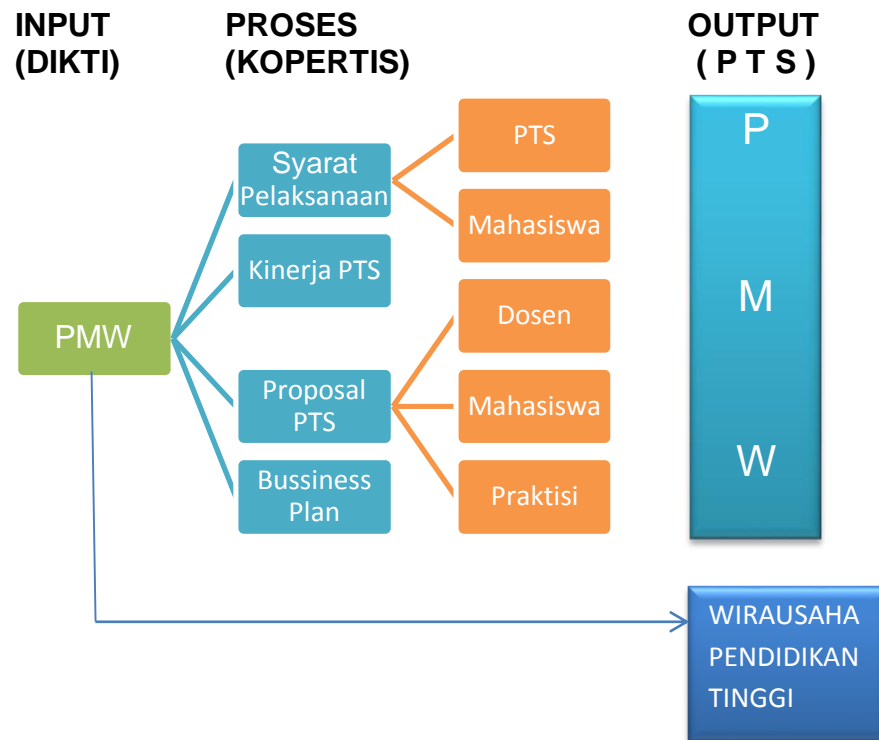 INPUT
(DIKTI)
PROSES
(KOPERTIS)
OUTPUT
( P T S )
PMW
Syarat
Pelaksanaan
Kinerja PTS
Proposal
PTS
Bussiness
Plan
PTS
Mahasiswa
Dosen
Mahasiswa
Praktisi
P
M
W
WIRAUSAHA
PENDIDIKAN
TINGGI